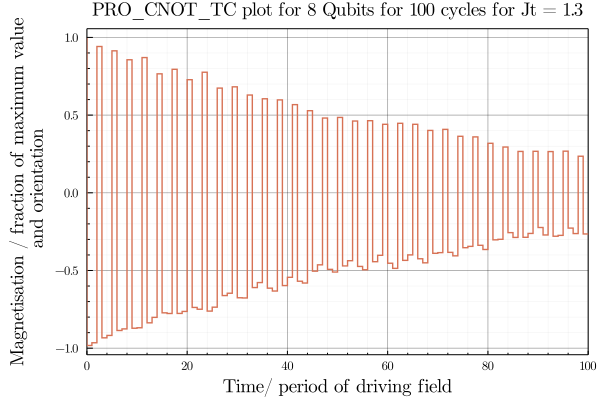 PRO_CNOT_TC plot for 8 Qubits for 100 cycles for Jt = 1.3
Magnetisation / fraction of maximum value
and orientation
1.0
0.5
0.0
−0.5
−1.0
0 20 40 60 80 100
Time/ period of driving field